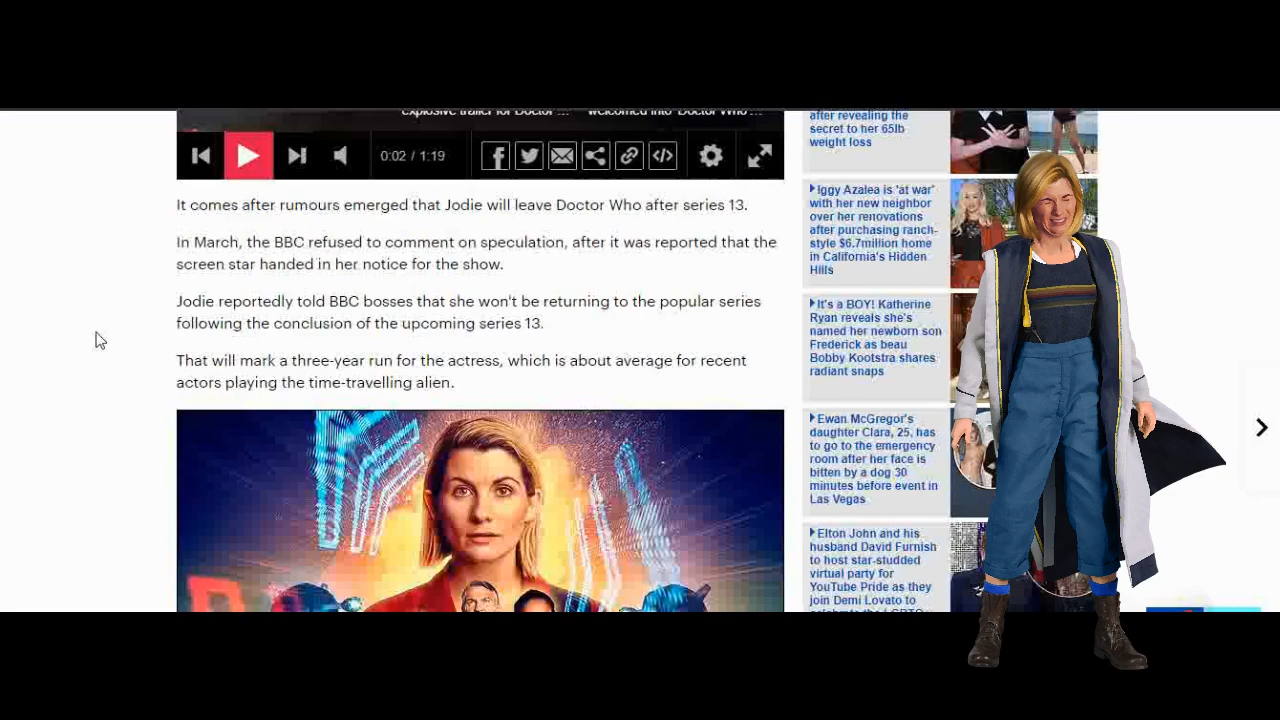 explosive trailer for Doctor ...
welcomed into 'Doctor Who' ...
0:02 / 1:19
It comes after rumours emerged that Jodie will leave Doctor Who after series 13.
In March, the BBC refused to comment on speculation, after it was reported that the
screen star handed in her notice for the show.
Jodie reportedly told BBC bosses that she won't be returning to the popular series
following the conclusion of the upcoming series 13.
That will mark a three-year run for the actress, which is about average for recent
actors playing the time-travelling alien.
after revealing the
secret to her 65lb
weight loss
Iggy Azalea is 'at war'
with her new neighbor
over her renovations
after purchasing ranch-
style $6.7million home
in California's Hidden
Hills
It's a BOY! Katherine
Ryan reveals she's
named her newborn son
Frederick as beau
Bobby Kootstra shares
radiant snaps
Ewan McGregor's
daughter Clara, 25, has
to go to the emergency
room after her face is
bitten by a dog 30
minutes before event in
Las Vegas
Elton John and his
husband David Furnish
to host star-studded
virtual party for
YouTube Pride as they
join Demi Lovato to